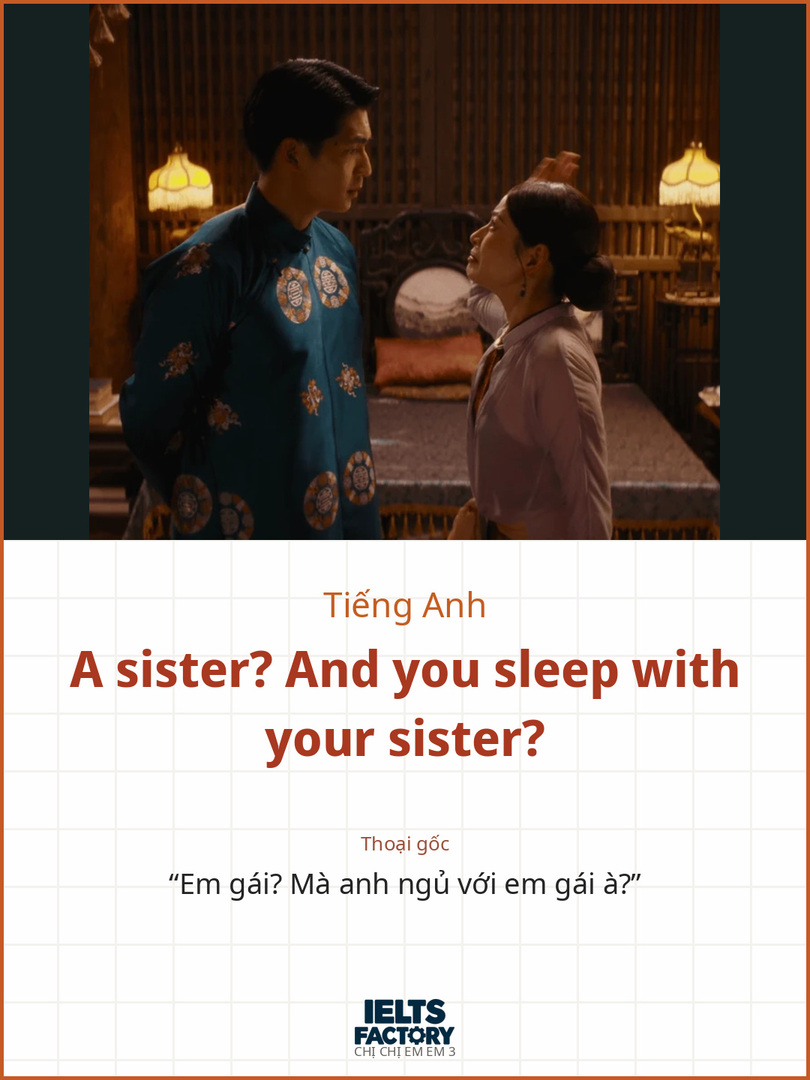 Tiếng Anh
A sister? And you sleep with
your sister?
Thoại gốc
“Em gái? Mà anh ngủ với em gái à?”
IELTS
FACTORY
CHỊ CHỊ EM EM 3